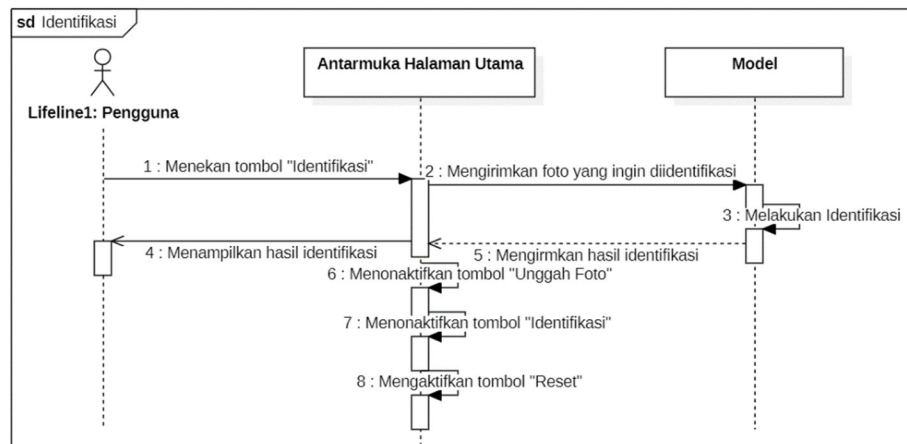 sd Identifikasi
Antarmuka Halaman Utama
Model
Lifeline1: Pengguna
1 : Menekan tombol "Identifikasi"
2 : Mengirimkan foto yang ingin diidentifikasi
3 : Melakukan Identifikasi
4 : Menampilkan hasil identifikasi
5 : Mengirmkan hasil identifikasi
6 : Menonaktifkan tombol "Unggah Foto"
7 : Menonaktifkan tombol "Identifikasi"
8 : Mengaktifkan tombol "Reset"